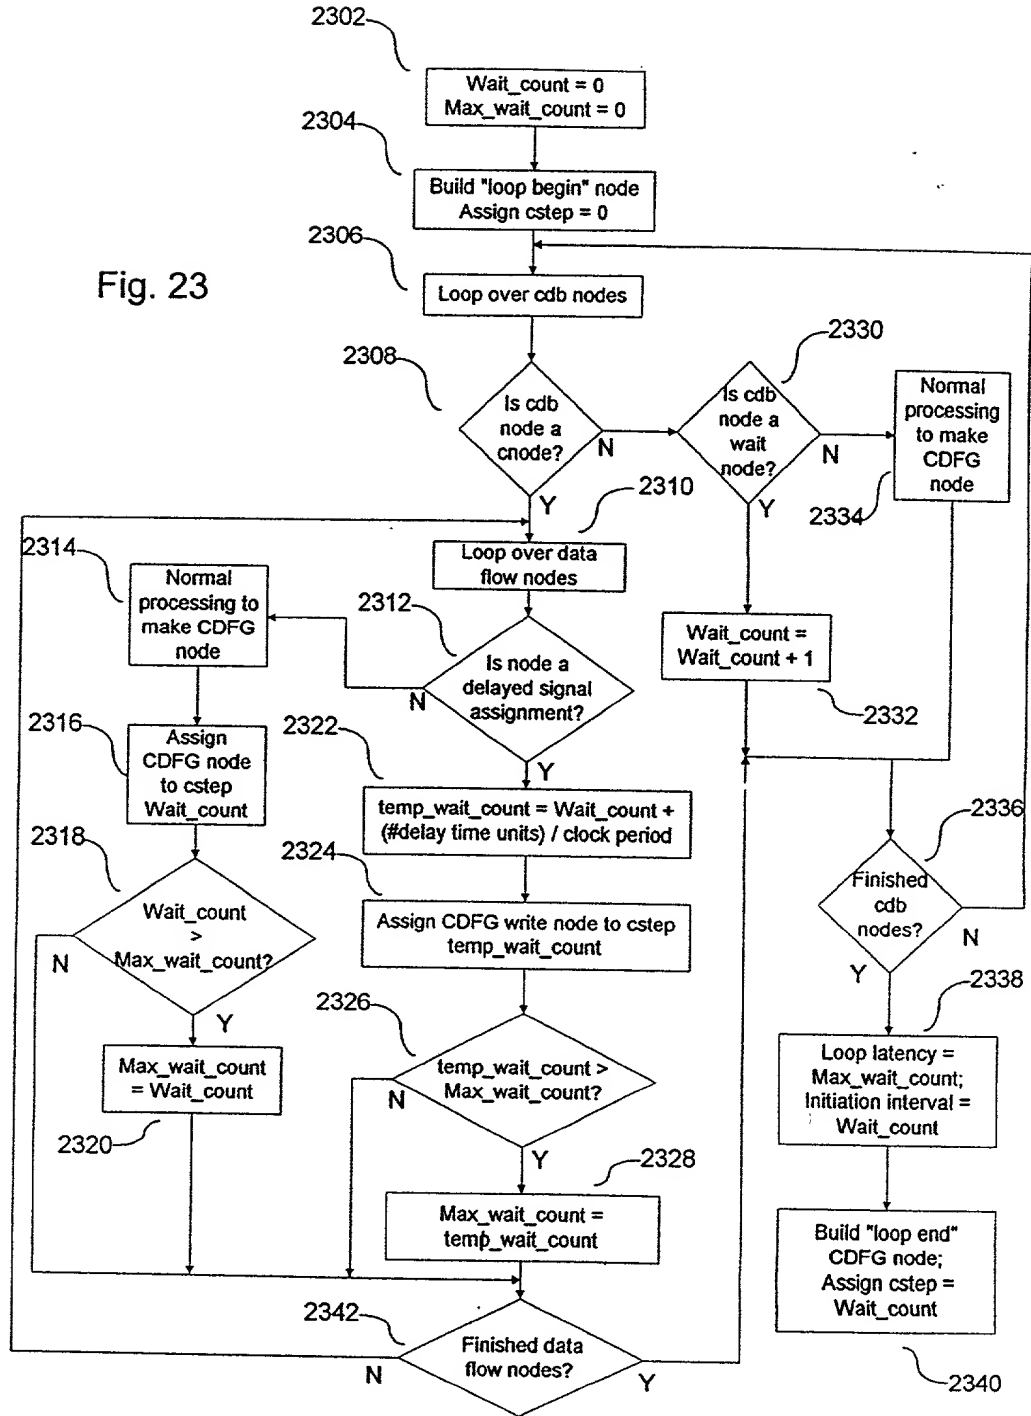 2302
Wait_count = 0
Max_wait_count = 0
2304
Build "loop begin" node
Assign cstep = 0
2306
Fig. 23
Loop over cdb nodes
2308
Is cdb
node a
cnode?
N
Y
2330
Is cdb
node a
wait
node?
N
Y
Normal
processing
to make
CDFG
node
2334
2310
Loop over data
flow nodes
2314
Normal
processing to
make CDFG
node
2312
Is node a
delayed signal
assignment?
N
Y
Wait_count =
Wait_count + 1
2332
2316
Assign
CDFG node
to cstep
Wait_count
2322
temp_wait_count = Wait_count +
(#delay time units) / clock period
2318
Wait_count
>
Max_wait_count?
N
Y
2324
Assign CDFG write node to cstep
temp_wait_count
2336
Finished
cdb
nodes?
N
Y
2326
temp_wait_count >
Max_wait_count?
N
Y
2338
Loop latency =
Max_wait_count;
Initiation interval =
Wait_count
Max_wait_count
= Wait_count
2320
2328
Max_wait_count =
temp_wait_count
Build "loop end"
CDFG node;
Assign cstep =
Wait_count
2340
2342
Finished data
flow nodes?
N
Y